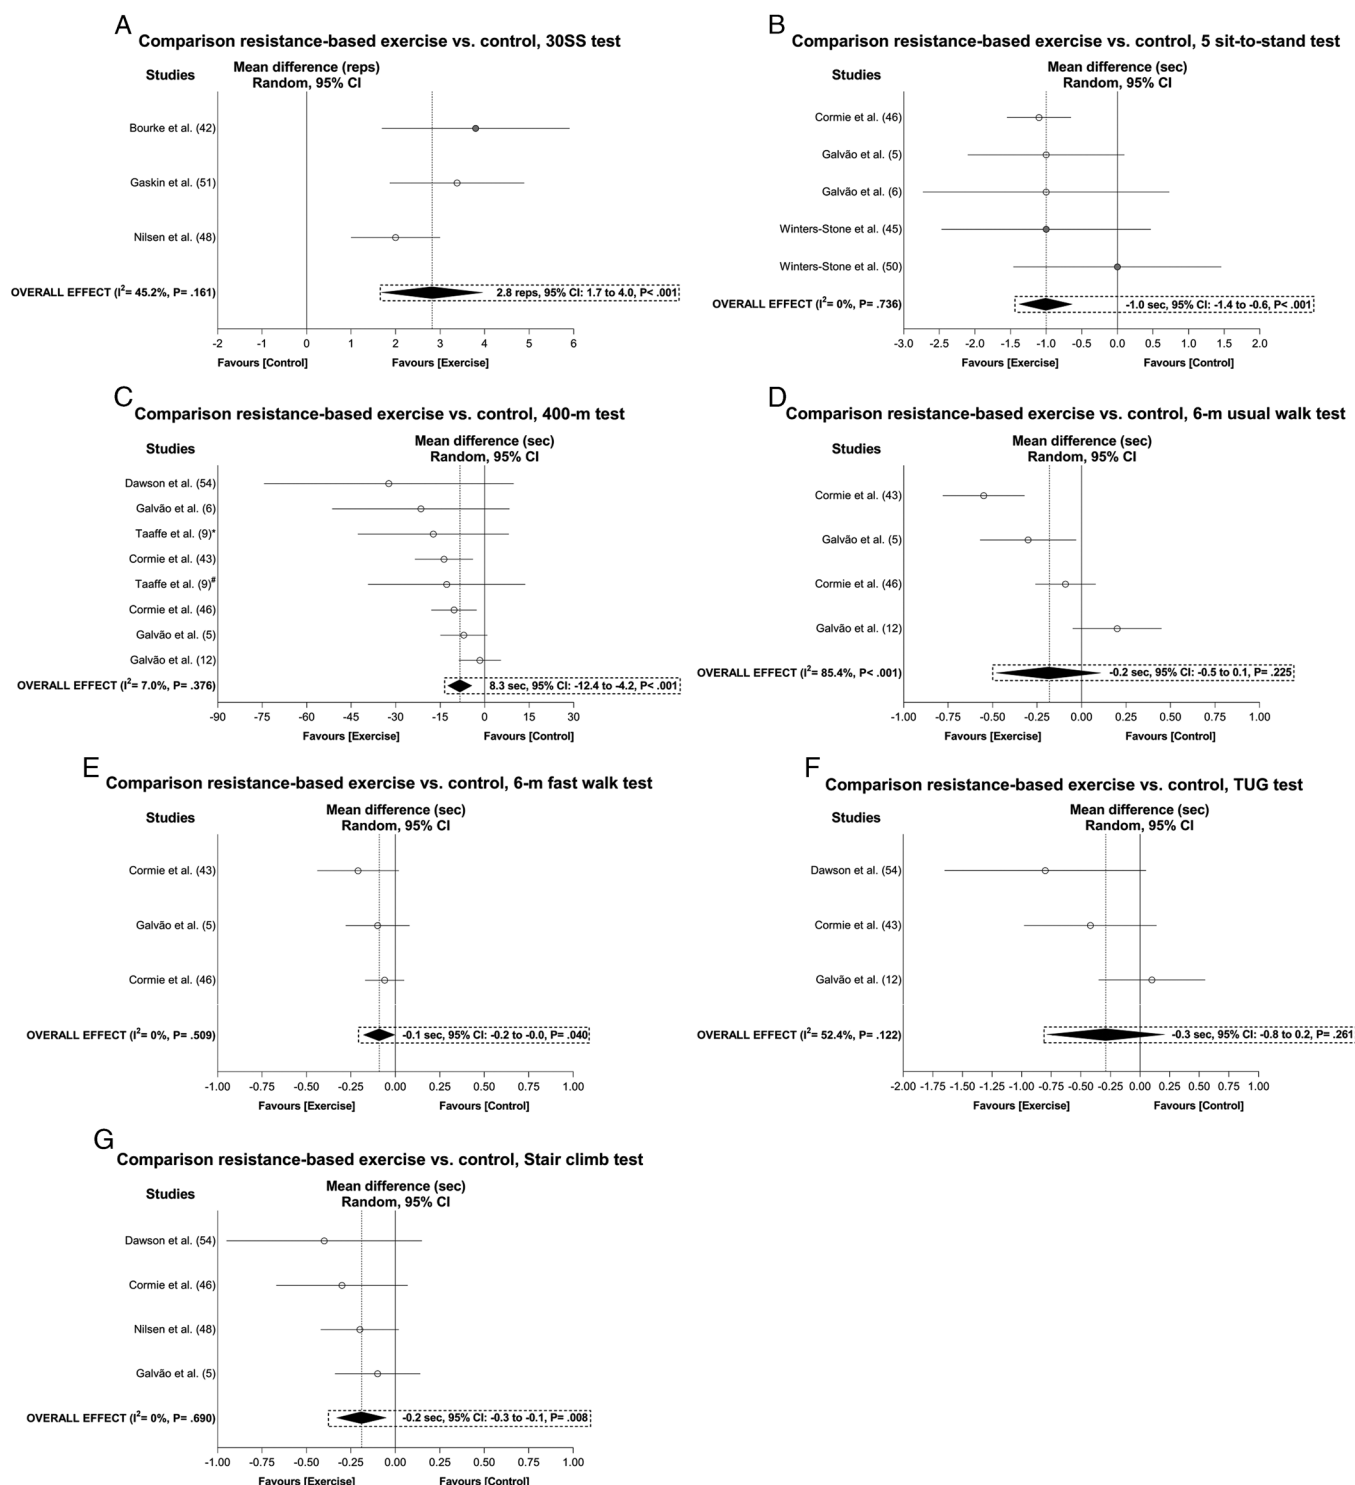 A
Comparison resistance-based exercise vs. control, 30SS test
Studies
Mean difference (reps)
Random, 95% CI
Bourke et al. (42)
Gaskin et al. (51)
Nilsen et al. (48)
OVERALL EFFECT (I²= 45.2%, P= .161)
2.8 reps, 95% CI: 1.7 to 4.0, P< .001
-2 -1 0 1 2 3 4 5 6
Favours [Control] Favours [Exercise]
B
Comparison resistance-based exercise vs. control, 5 sit-to-stand test
Studies
Mean difference (sec)
Random, 95% CI
Cormie et al. (46)
Galvão et al. (5)
Galvão et al. (6)
Winters-Stone et al. (45)
Winters-Stone et al. (50)
OVERALL EFFECT (I²= 0%, P= .736)
-1.0 sec, 95% CI: -1.4 to -0.6, P< .001
-3.0 -2.5 -2.0 -1.5 -1.0 -0.5 0.0 0.5 1.0 1.5 2.0
Favours [Exercise] Favours [Control]
C
Comparison resistance-based exercise vs. control, 400-m test
Studies
Mean difference (sec)
Random, 95% CI
Dawson et al. (54)
Galvão et al. (6)
Taaffe et al. (9)*
Cormie et al. (43)
Taaffe et al. (9)#
Cormie et al. (46)
Galvão et al. (5)
Galvão et al. (12)
OVERALL EFFECT (I²= 7.0%, P= .376)
8.3 sec, 95% CI: -12.4 to -4.2, P< .001
-90 -75 -60 -45 -30 -15 0 15 30
Favours [Exercise] Favours [Control]
D
Comparison resistance-based exercise vs. control, 6-m usual walk test
Studies
Mean difference (sec)
Random, 95% CI
Cormie et al. (43)
Galvão et al. (5)
Cormie et al. (46)
Galvão et al. (12)
OVERALL EFFECT (I²= 85.4%, P< .001)
-0.2 sec, 95% CI: -0.5 to 0.1, P= .225
-1.00 -0.75 -0.50 -0.25 0.00 0.25 0.50 0.75 1.00
Favours [Exercise] Favours [Control]
E
Comparison resistance-based exercise vs. control, 6-m fast walk test
Studies
Mean difference (sec)
Random, 95% CI
Cormie et al. (43)
Galvão et al. (5)
Cormie et al. (46)
OVERALL EFFECT (I²= 0%, P= .509)
-0.1 sec, 95% CI: -0.2 to -0.0, P= .040
-1.00 -0.75 -0.50 -0.25 0.00 0.25 0.50 0.75 1.00
Favours [Exercise] Favours [Control]
F
Comparison resistance-based exercise vs. control, TUG test
Studies
Mean difference (sec)
Random, 95% CI
Dawson et al. (54)
Cormie et al. (43)
Galvão et al. (12)
OVERALL EFFECT (I²= 52.4%, P= .122)
-0.3 sec, 95% CI: -0.8 to 0.2, P= .261
-2.00 -1.75 -1.50 -1.25 -1.00 -0.75 -0.50 -0.25 0.00 0.25 0.50 0.75 1.00
Favours [Exercise] Favours [Control]
G
Comparison resistance-based exercise vs. control, Stair climb test
Studies
Mean difference (sec)
Random, 95% CI
Dawson et al. (54)
Cormie et al. (46)
Nilsen et al. (48)
Galvão et al. (5)
OVERALL EFFECT (I²= 0%, P= .690)
-0.2 sec, 95% CI: -0.3 to -0.1, P= .008
-1.00 -0.75 -0.50 -0.25 0.00 0.25 0.50 0.75 1.00
Favours [Exercise] Favours [Control]